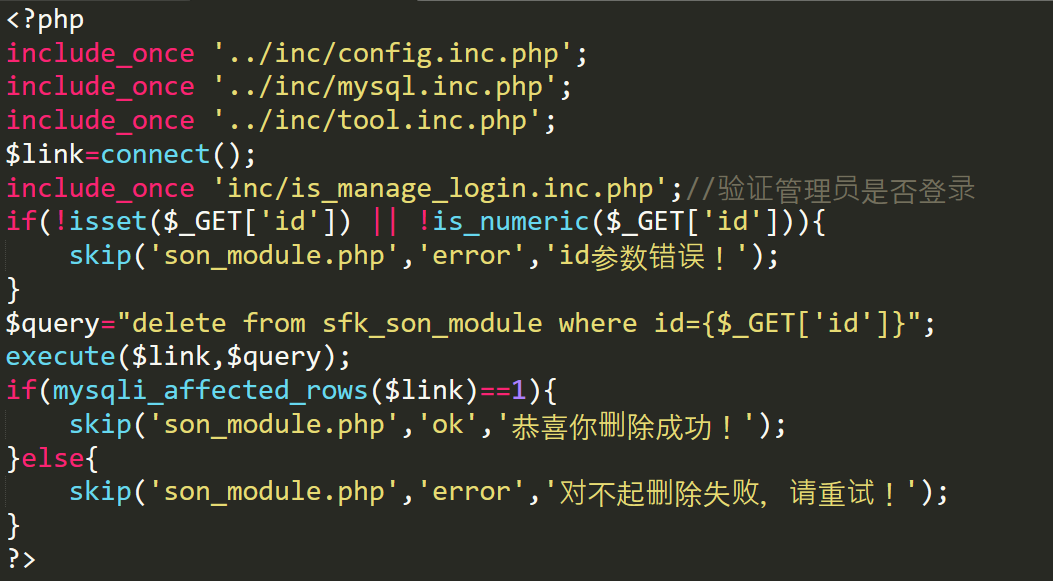 <?php
include_once '../inc/config.inc.php';
include_once '../inc/mysql.inc.php';
include_once '../inc/tool.inc.php';
$link=connect();
include_once 'inc/is_manage_login.inc.php';//验证管理员是否登录
if(!isset($_GET['id']) || !is_numeric($_GET['id'])){
    skip('son_module.php','error','id参数错误！');
}
$query="delete from sfk_son_module where id={$_GET['id']}";
execute($link,$query);
if(mysqli_affected_rows($link)==1){
    skip('son_module.php','ok','恭喜你删除成功！');
}else{
    skip('son_module.php','error','对不起删除失败，请重试！');
}
?>